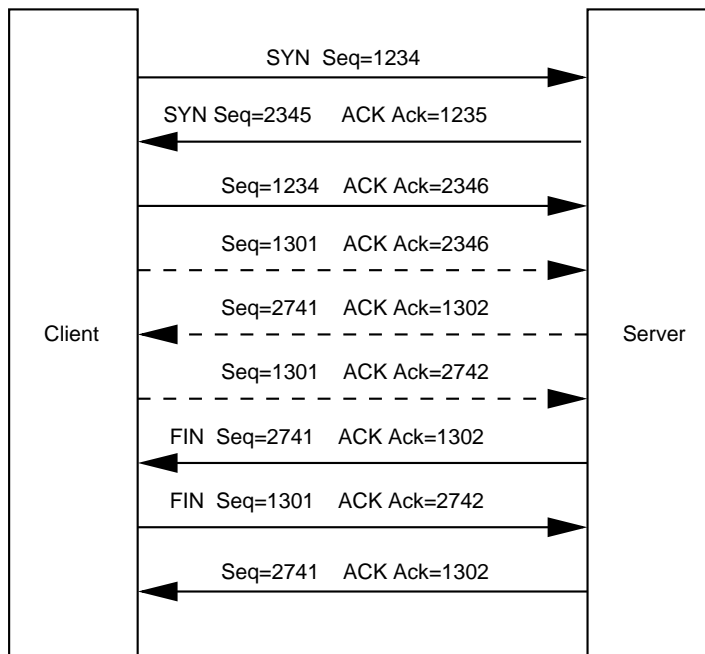 SYN Seq=1234
SYN Seq=2345 ACK Ack=1235
Seq=1234 ACK Ack=2346
Seq=1301 ACK Ack=2346
Seq=2741 ACK Ack=1302
Client
Server
Seq=1301 ACK Ack=2742
FIN Seq=2741 ACK Ack=1302
FIN Seq=1301 ACK Ack=2742
Seq=2741 ACK Ack=1302